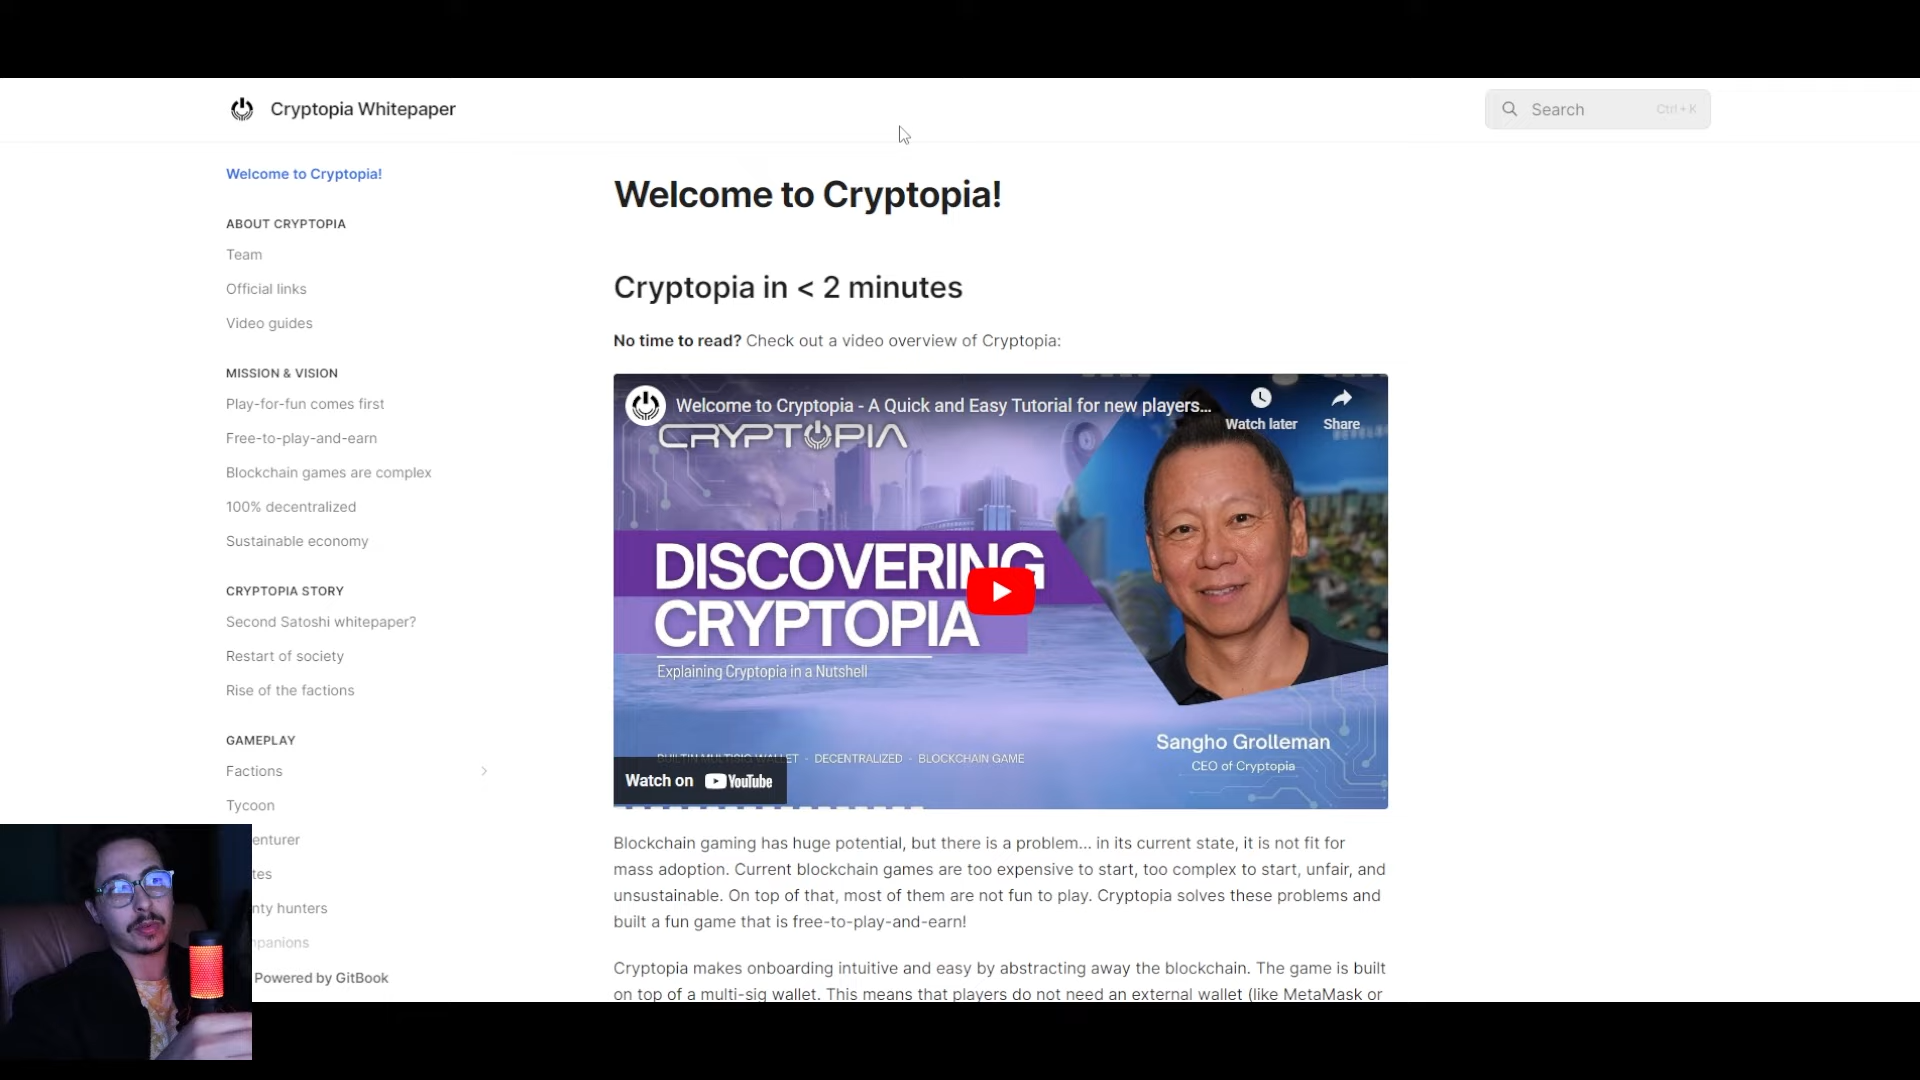 Cryptopia Whitepaper
Search
Ctrl + K
Welcome to Cryptopia!
ABOUT CRYPTOPIA
Team
Official links
Video guides
MISSION & VISION
Play-for-fun comes first
Free-to-play-and-earn
Blockchain games are complex
100% decentralized
Sustainable economy
CRYPTOPIA STORY
Second Satoshi whitepaper?
Restart of society
Rise of the factions
GAMEPLAY
Factions
Tycoon
enturer
tes
nty hunters
mpanions
Powered by GitBook
Welcome to Cryptopia!
Cryptopia in < 2 minutes
No time to read? Check out a video overview of Cryptopia:
Welcome to Cryptopia - A Quick and Easy Tutorial for new players...
Watch later
Share
CRYPTOPIA
DISCOVERING
CRYPTOPIA
Explaining Cryptopia in a Nutshell
Sangho Grolleman
CEO of Cryptopia
BUILTIN MULTISIG WALLET - DECENTRALIZED - BLOCKCHAIN GAME
Watch on YouTube
Blockchain gaming has huge potential, but there is a problem... in its current state, it is not fit for
mass adoption. Current blockchain games are too expensive to start, too complex to start, unfair, and
unsustainable. On top of that, most of them are not fun to play. Cryptopia solves these problems and
built a fun game that is free-to-play-and-earn!
Cryptopia makes onboarding intuitive and easy by abstracting away the blockchain. The game is built
on top of a multi-sig wallet. This means that players do not need an external wallet (like MetaMask or